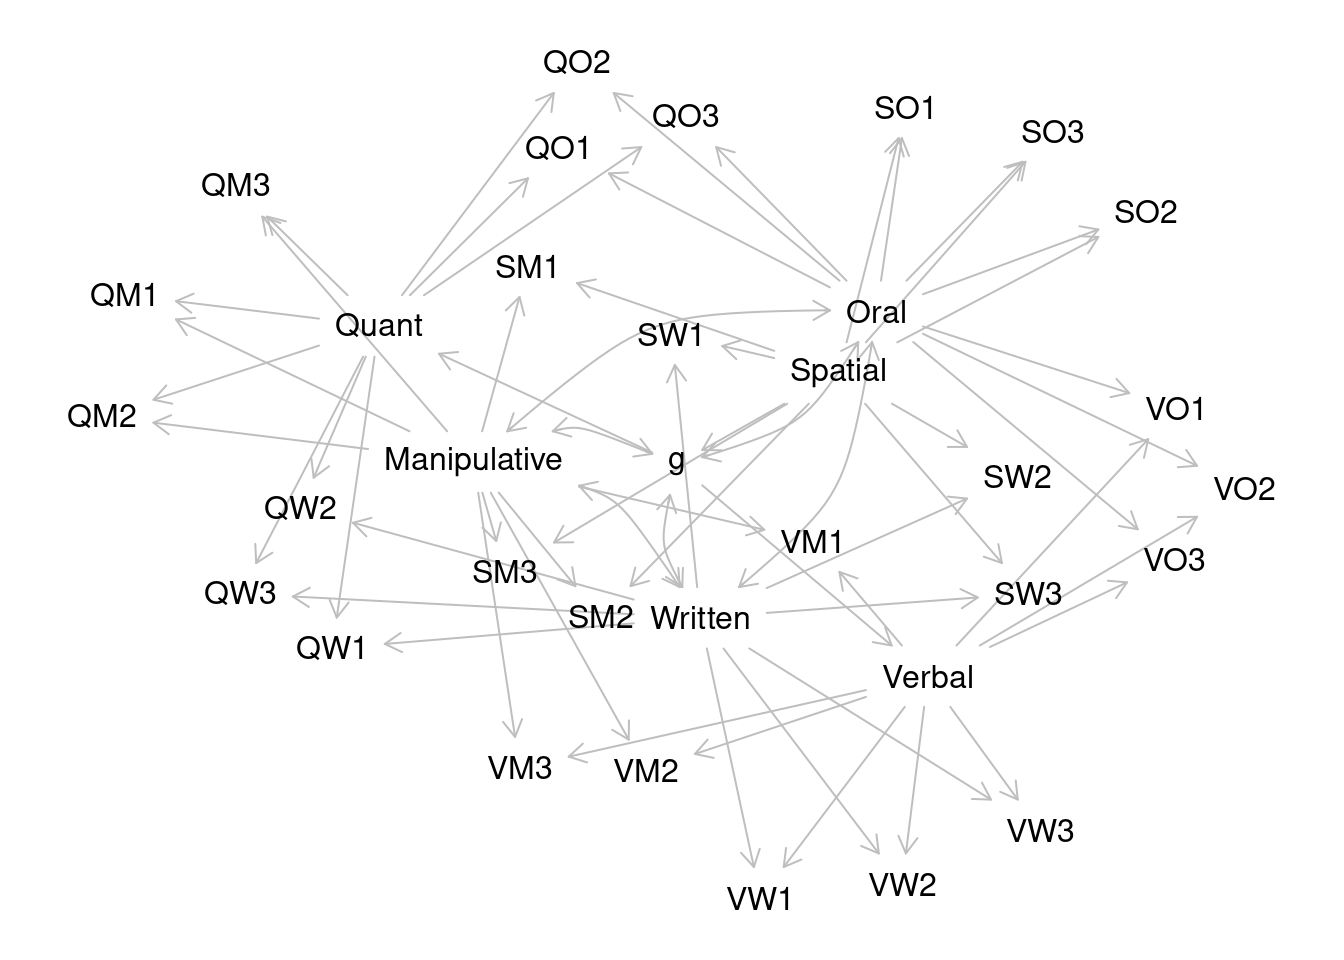 QO2
SO1
QO3
SO3
QO1
QM3
SO2
SM1
QM1
Oral
Quant
SW1
Spatial
VO1
QM2
Manipulative
g
SW2
VO2
QW2
VM1
VO3
SM3
QW3
SW3
SM2
Written
QW1
Verbal
VM3
VM2
VW3
VW2
VW1